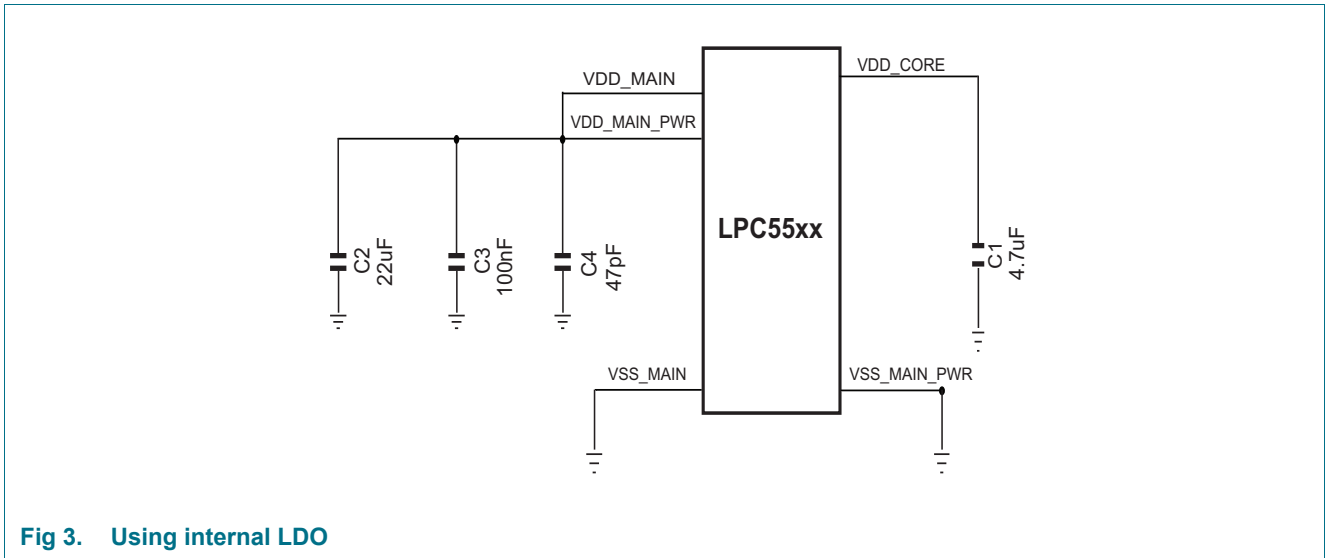 VDD_MAIN
VDD_CORE
VDD_MAIN_PWR
LPC55xx
C2
22uF
C3
100nF
C4
47pF
C1
4.7uF
VSS_MAIN
VSS_MAIN_PWR
Fig 3. Using internal LDO